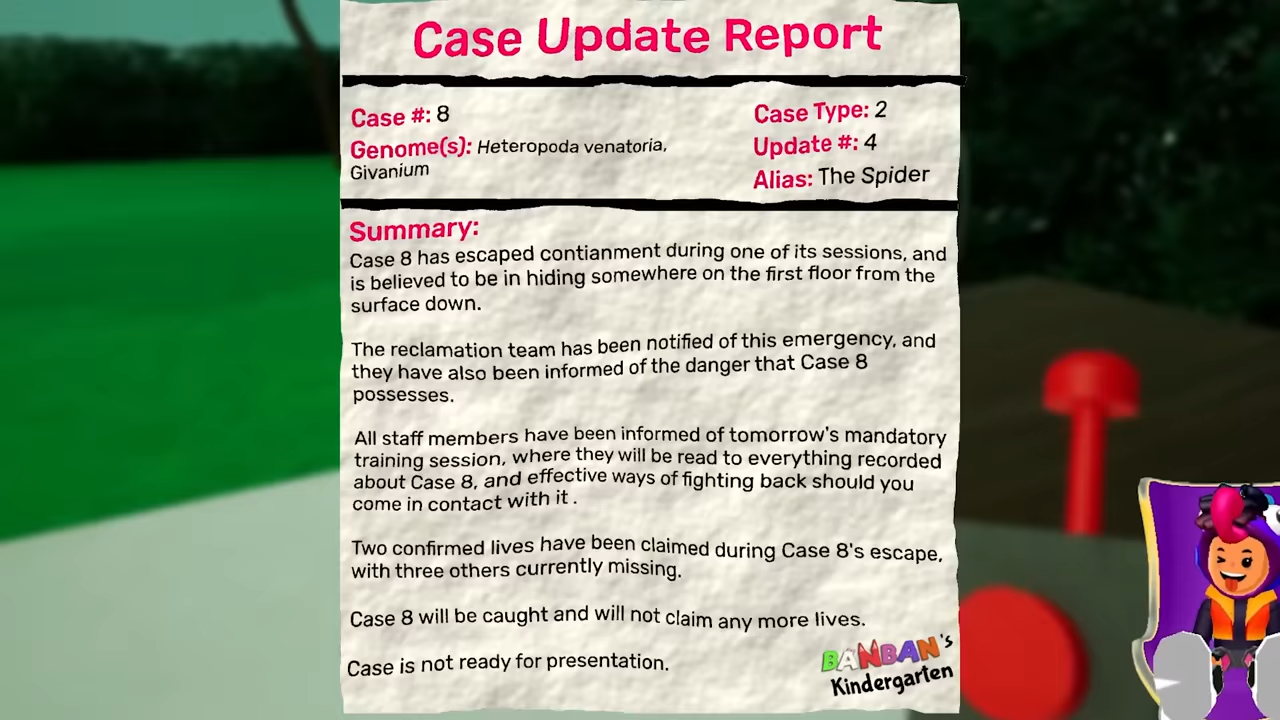 Case Update Report
Case #: 8
Case Type: 2
Genome(s): Heteropoda venatoria,
Givanium
Update #: 4
Alias: The Spider
Summary:
Case 8 has escaped contianment during one of its sessions, and
is believed to be in hiding somewhere on the first floor from the
surface down.
The reclamation team has been notified of this emergency, and
they have also been informed of the danger that Case 8
possesses.
All staff members have been informed of tomorrow's mandatory
training session, where they will be read to everything recorded
about Case 8, and effective ways of fighting back should you
come in contact with it .
Two confirmed lives have been claimed during Case 8's escape,
with three others currently missing.
Case 8 will be caught and will not claim any more lives.
Case is not ready for presentation.
BANBAN's
Kindergarten